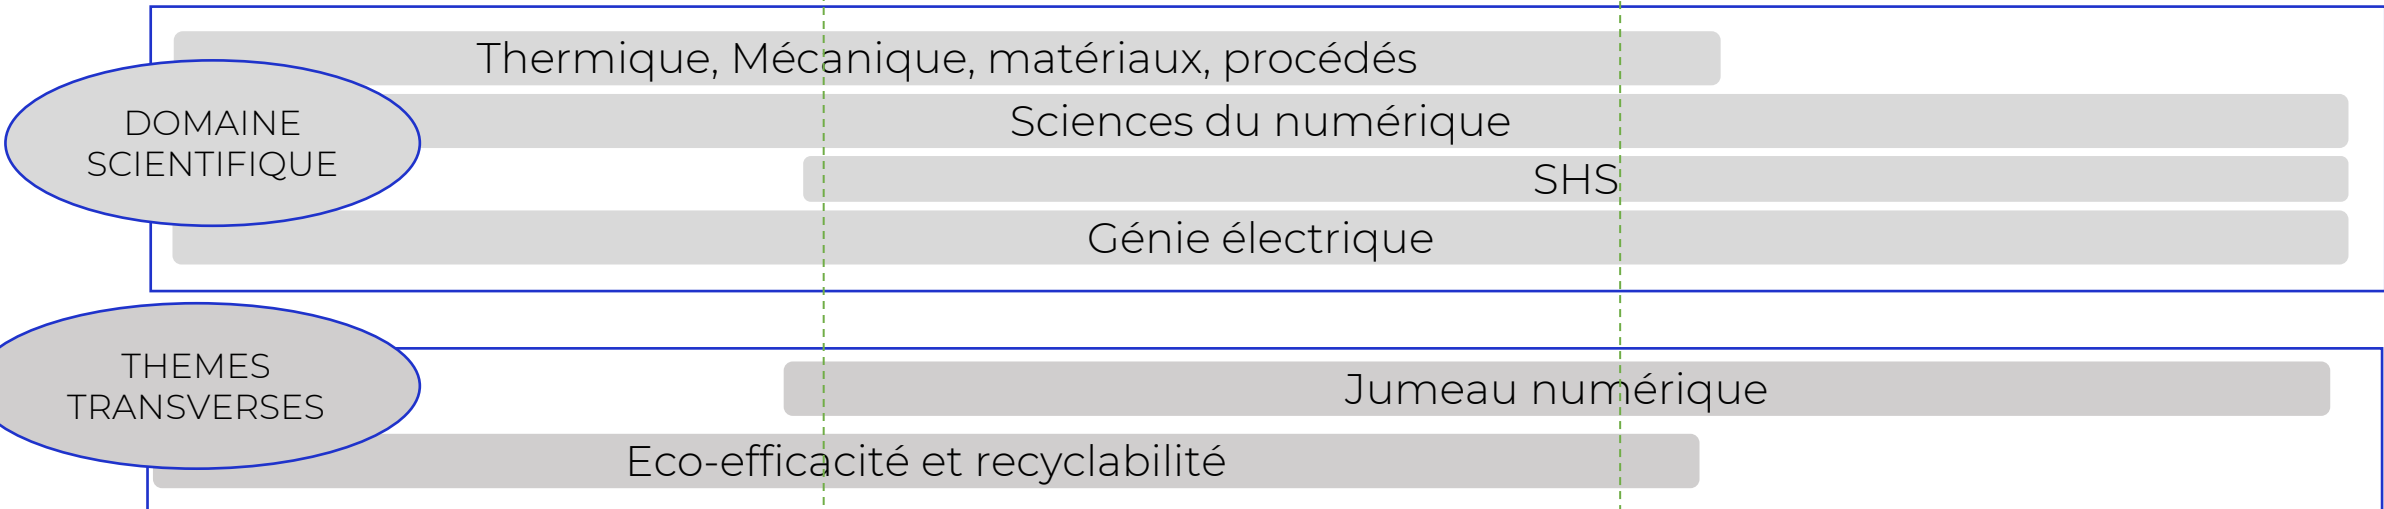 Thermique, Mécanique, matériaux, procédés
DOMAINE
SCIENTIFIQUE
Sciences du numérique
SHS
Génie électrique
THEMES
TRANSVERSES
Jumeau numérique
Eco-efficacité et recyclabilité